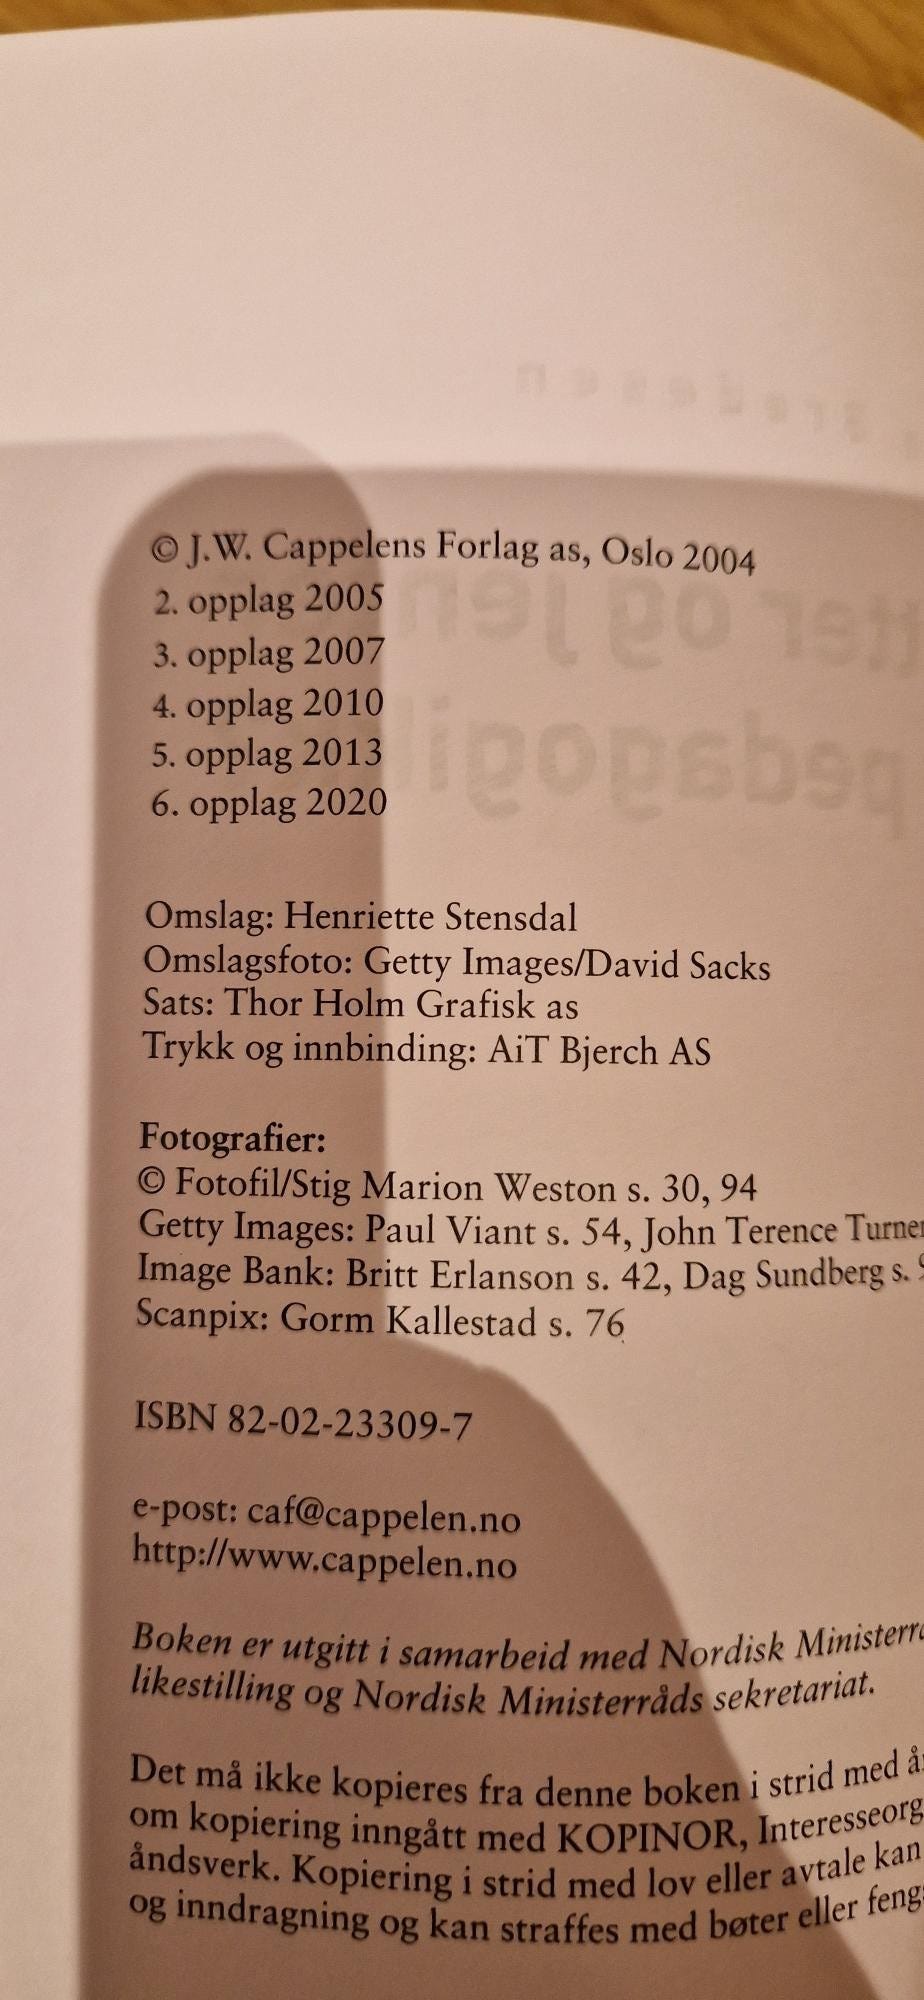 © J.W. Cappelens Forlag as, Oslo 2004
2. opplag 2005
3. opplag 2007
4. opplag 2010
5. opplag 2013
6. opplag 2020
Omslag: Henriette Stensdal
Omslagsfoto: Getty Images/David Sacks
Sats: Thor Holm Grafisk as
Trykk og innbinding: AiT Bjerch AS
Fotografier:
© Fotofil/Stig Marion Weston s. 30, 94
Getty Images: Paul Viant s. 54, John Terence Turner
Image Bank: Britt Erlanson s. 42, Dag Sundberg s.
Scanpix: Gorm Kallestad s. 76
ISBN 82-02-23309-7
e-post: caf@cappelen.no
http://www.cappelen.no
Boken er utgitt i samarbeid med Nordisk
likestilling og Nordisk Ministerråds sekretariat.
Det må ikke kopieres fra denne boken i strid med
om kopiering inngått med KOPINOR,
åndsverk. Kopiering i strid med lov eller avtale kan
og inndragning og kan straffes med bøter eller